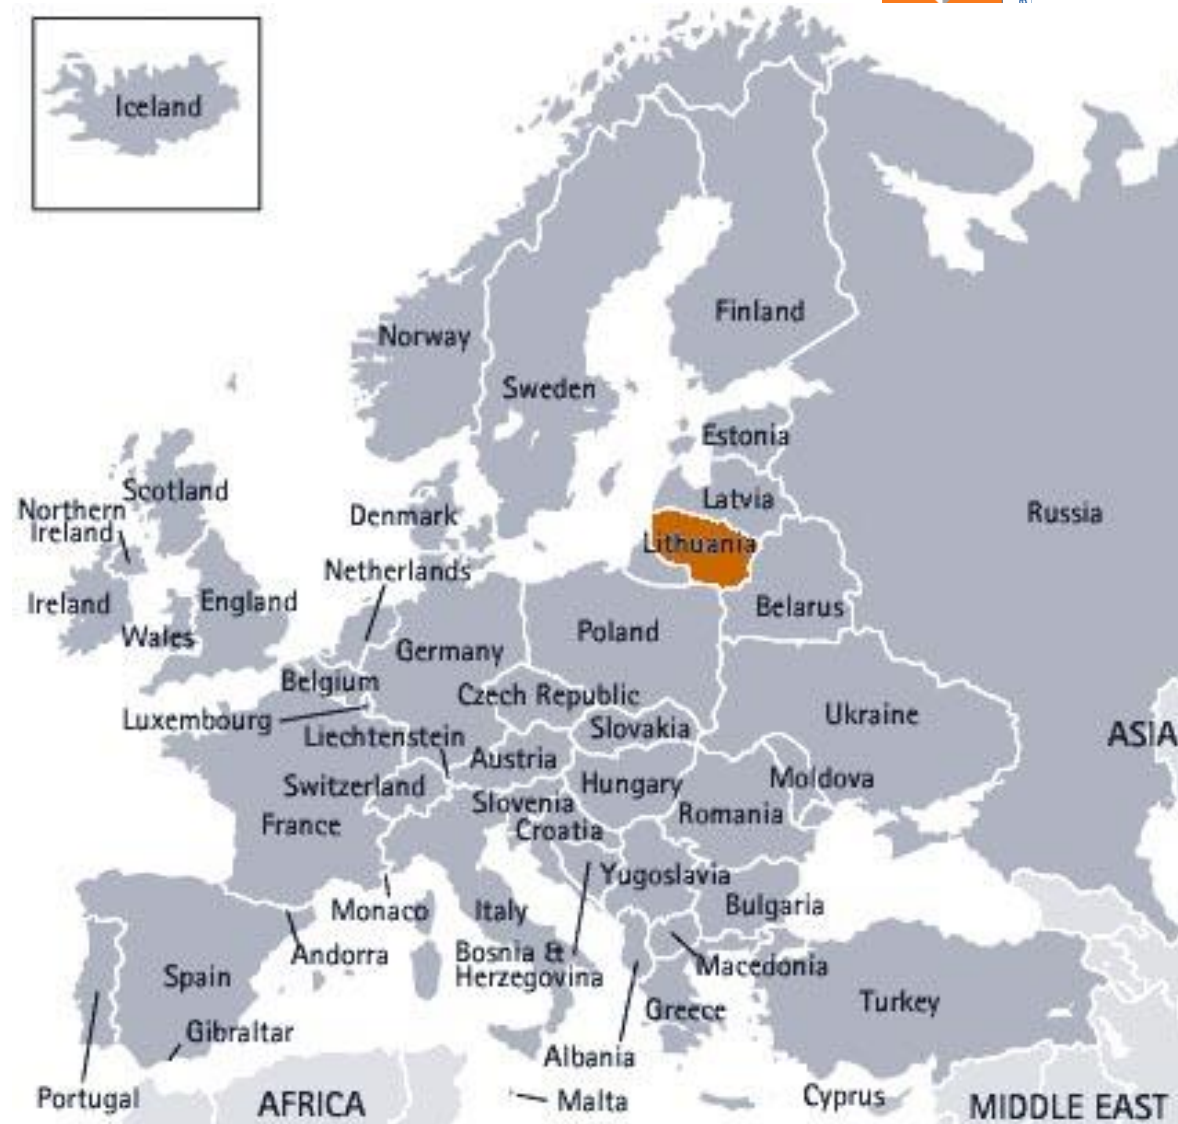 Iceland
Norway
Finland
Sweden
Estonia
Scotland
Latvia
Northern
Ireland
Denmark
Russia
Lithuania
Netherlands
Ireland
England
Belarus
Wales
Poland
Germany
Belgium
Czech Republic
Luxembourg
Slovakia
Ukraine
Liechtenstein
ASIA
Austria
Switzerland
Hungary
Moldova
Slovenia
Romania
France
Croatia
Yugoslavia
Monaco
Italy
Bulgaria
Andorra
Bosnia &
Herzegovina
Macedonia
Spain
Greece
Turkey
Gibraltar
Albania
Portugal
AFRICA
Malta
Cyprus
MIDDLE EAST